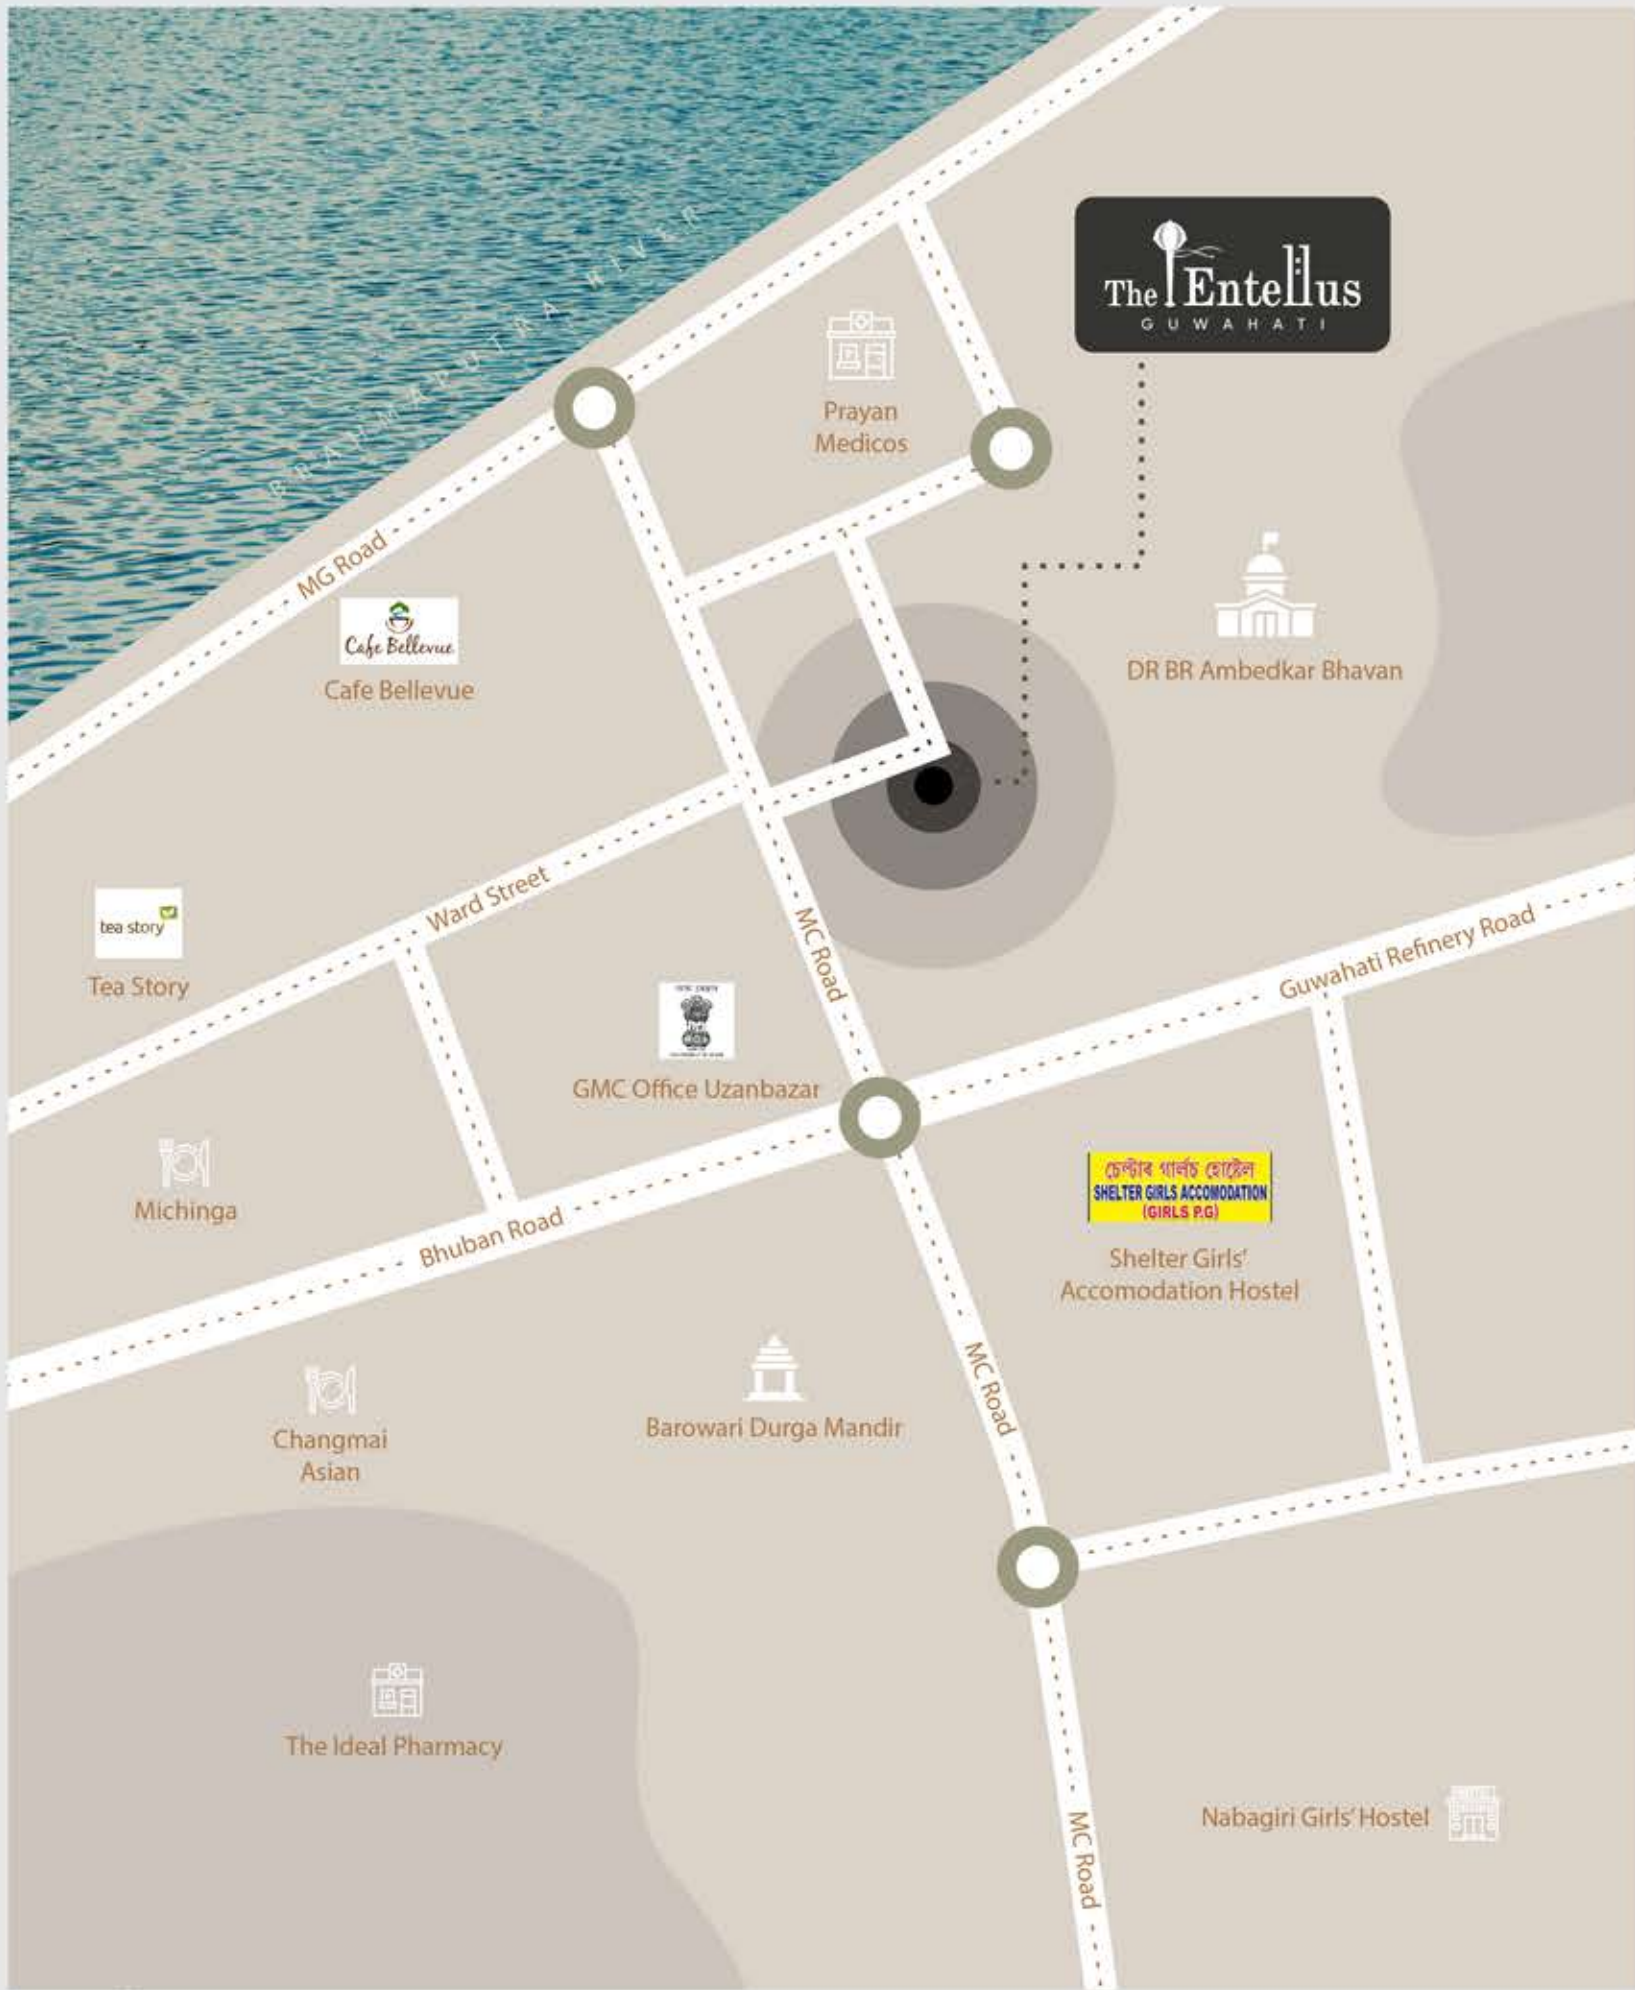 BRAHMAPUTRA RIVER
The Entellus
GUWAHATI
Prayan
Medicos
MG Road
Cafe Bellevue
Cafe Bellevue
DR BR Ambedkar Bhavan
Ward Street
tea story
Tea Story
MC Road
Guwahati Refinery Road
GMC Office Uzanbazar
Michinga
Bhuban Road
চেল্টাৰ গাৰ্লচ হোষ্টেল
SHELTER GIRLS ACCOMODATION
(GIRLS P.G)
Shelter Girls'
Accomodation Hostel
MC Road
Barowari Durga Mandir
Changmai
Asian
The Ideal Pharmacy
Nabagiri Girls' Hostel
MC Road